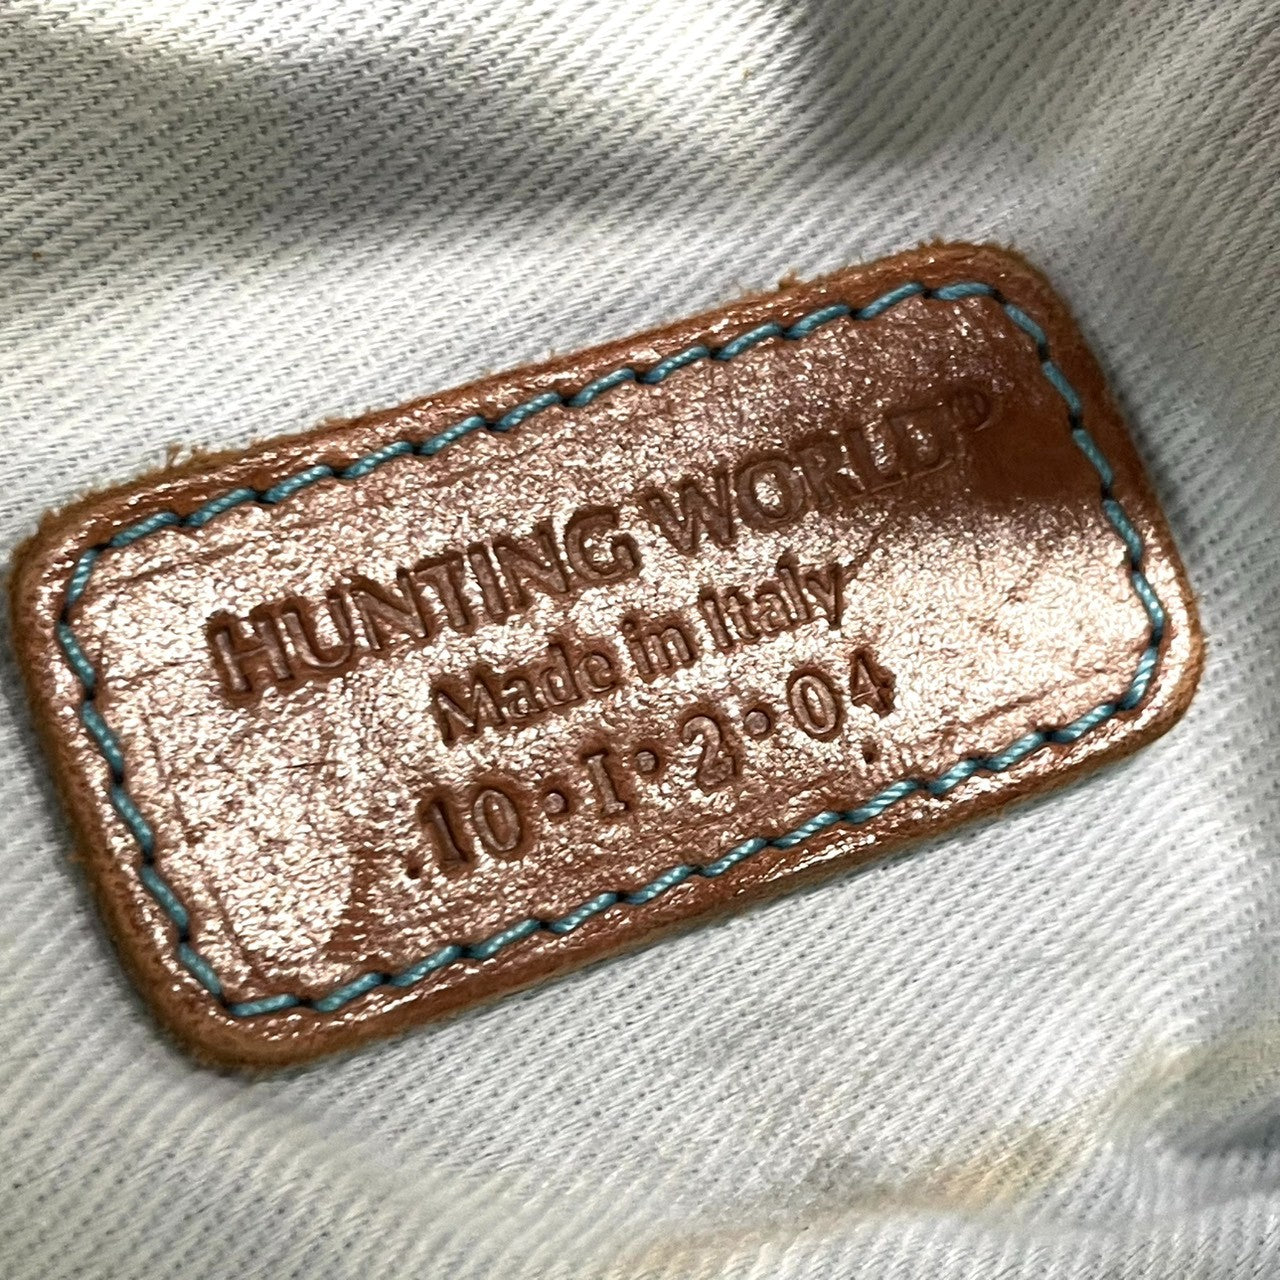 HUNTING WORLD®
Made in Italy
.10·I·2·04.